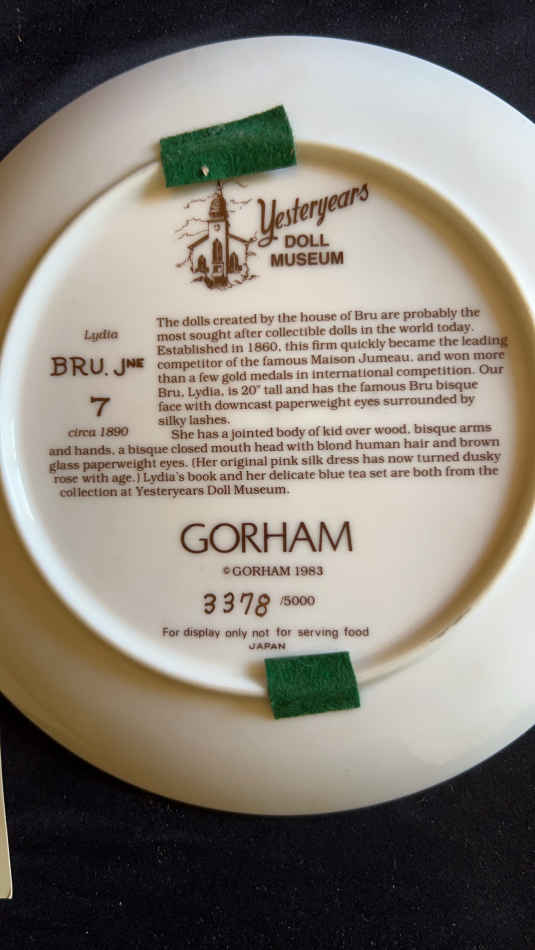 Yesteryears
DOLL
MUSEUM
Lydia
BRU. JNE
7
circa 1890
The dolls created by the house of Bru are probably the
most sought after collectible dolls in the world today.
Established in 1860, this firm quickly became the leading
competitor of the famous Maison Jumeau, and won more
than a few gold medals in international competition. Our
Bru, Lydia, is 20" tall and has the famous Bru bisque
face with downcast paperweight eyes surrounded by
silky lashes.
She has a jointed body of kid over wood, bisque arms
and hands, a bisque closed mouth head with blond human hair and brown
glass paperweight eyes. (Her original pink silk dress has now turned dusky
rose with age.) Lydia's book and her delicate blue tea set are both from the
collection at Yesteryears Doll Museum.
GORHAM
© GORHAM 1983
3378 /5000
For display only not for serving food
JAPAN